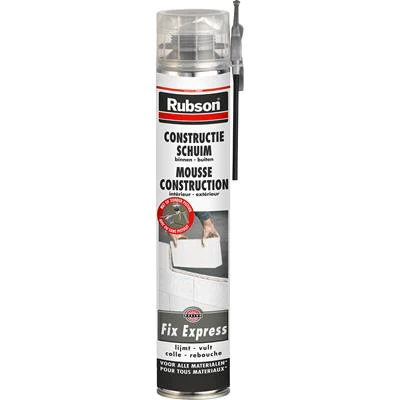 Rubson
CONSTRUCTIE
SCHUIM
binnen - buiten
MOUSSE
CONSTRUCTION
intérieur - extérieur
Fix Express
lijmt - vult
colle - rebouche
VOOR ALLE MATERIALEN*
POUR TOUS MATERIAUX*